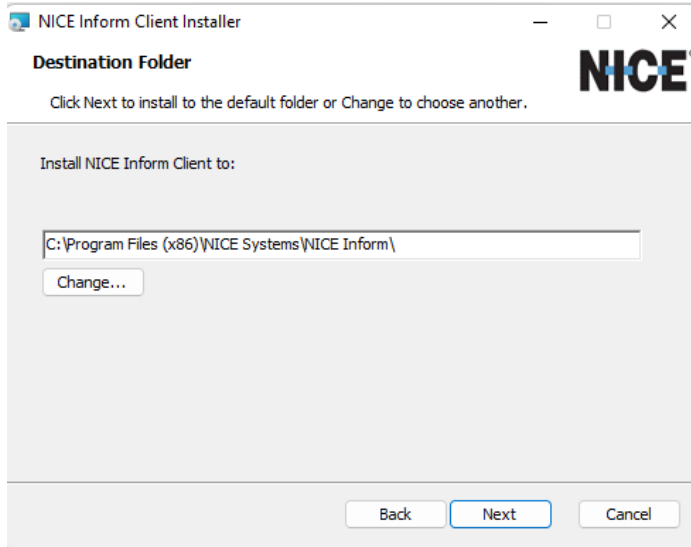 NICE Inform Client Installer
Destination Folder
NICE®
Click Next to install to the default folder or Change to choose another.
Install NICE Inform Client to:
C:\Program Files (x86)\NICE Systems\NICE Inform\
Change...
Back Next Cancel